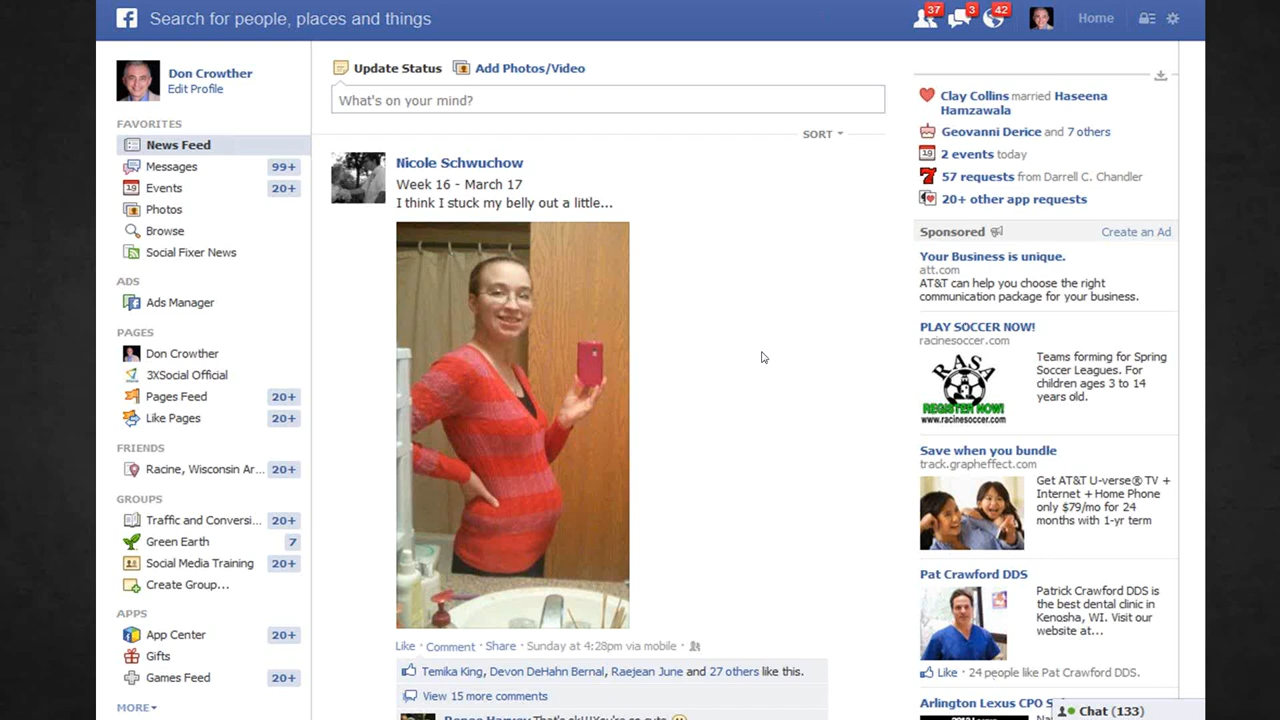 Search for people, places and things
37
3
42
Home
Don Crowther
Edit Profile
FAVORITES
News Feed
Messages 99+
Events 20+
Photos
Browse
Social Fixer News
ADS
Ads Manager
PAGES
Don Crowther
3XSocial Official
Pages Feed 20+
Like Pages 20+
FRIENDS
Racine, Wisconsin Ar... 20+
GROUPS
Traffic and Conversi... 20+
Green Earth 7
Social Media Training 20+
Create Group...
APPS
App Center 20+
Gifts
Games Feed 20+
MORE
Update Status Add Photos/Video
What's on your mind?
SORT
Nicole Schwuchow
Week 16 - March 17
I think I stuck my belly out a little...
Like · Comment · Share · Sunday at 4:28pm via mobile ·
Temika King, Devon DeHahn Bernal, Raejean June and 27 others like this.
View 15 more comments
Clay Collins married Haseena
Hamzawala
Geovanni Derice and 7 others
19 2 events today
7 57 requests from Darrell C. Chandler
20+ other app requests
Sponsored Create an Ad
Your Business is unique.
att.com
AT&T can help you choose the right
communication package for your business.
PLAY SOCCER NOW!
racinesoccer.com
RASA
REGISTER NOW!
www.racinesoccer.com
Teams forming for Spring
Soccer Leagues. For
children ages 3 to 14
years old.
Save when you bundle
track.grapheffect.com
Get AT&T U-verse® TV +
Internet + Home Phone
only $79/mo for 24
months with 1-yr term
Pat Crawford DDS
Patrick Crawford DDS is
the best dental clinic in
Kenosha, WI. Visit our
website at...
Like · 24 people like Pat Crawford DDS.
Arlington Lexus CPO S
Chat (133)